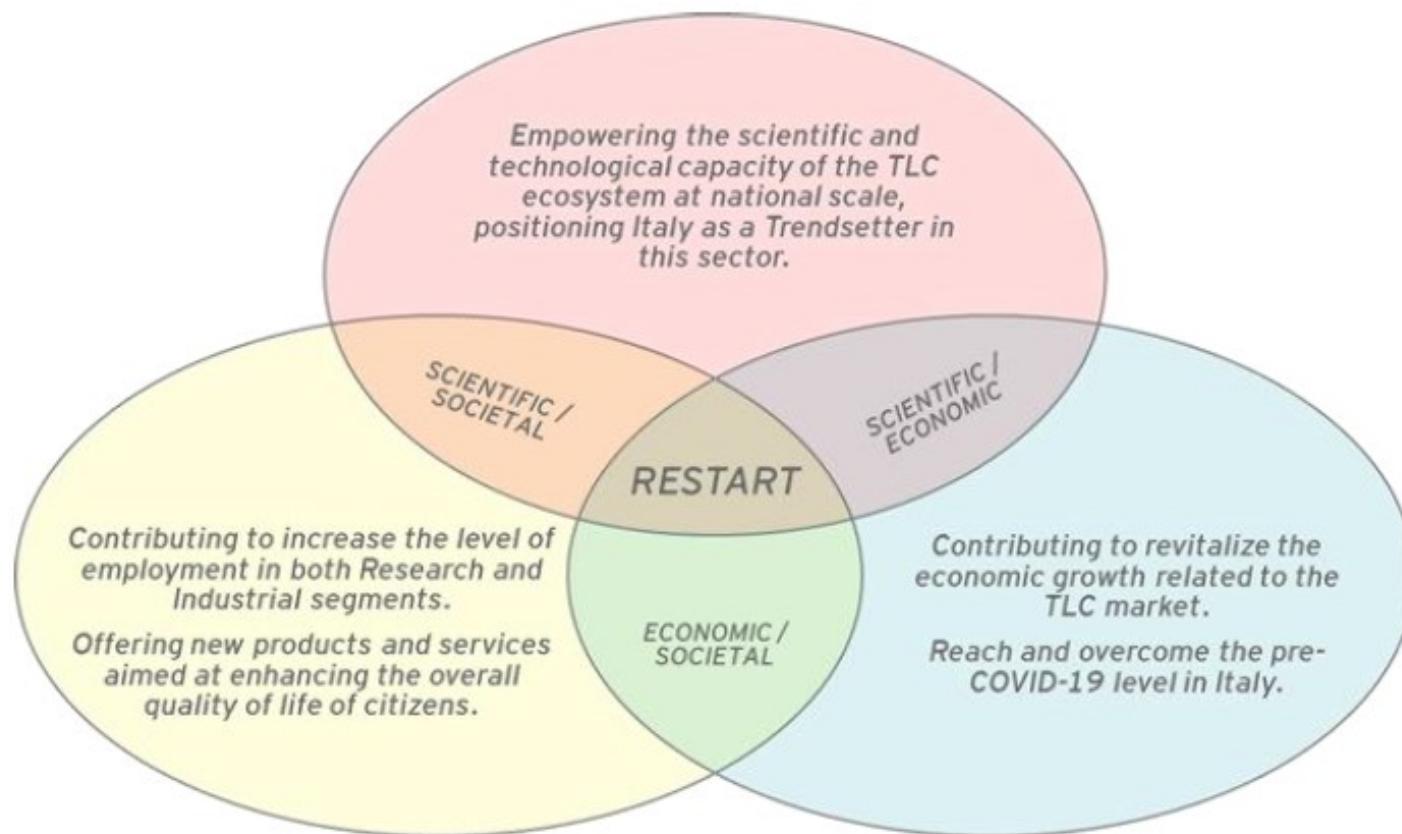 Empowering the scientific and
technological capacity of the TLC
ecosystem at national scale,
positioning Italy as a Trendsetter in
this sector.
SCIENTIFIC /
SOCIETAL
SCIENTIFIC /
ECONOMIC
RESTART
Contributing to increase the level of
employment in both Research and
Industrial segments.
Offering new products and services
aimed at enhancing the overall
quality of life of citizens.
ECONOMIC /
SOCIETAL
Contributing to revitalize the
economic growth related to the
TLC market.
Reach and overcome the pre-
COVID-19 level in Italy.